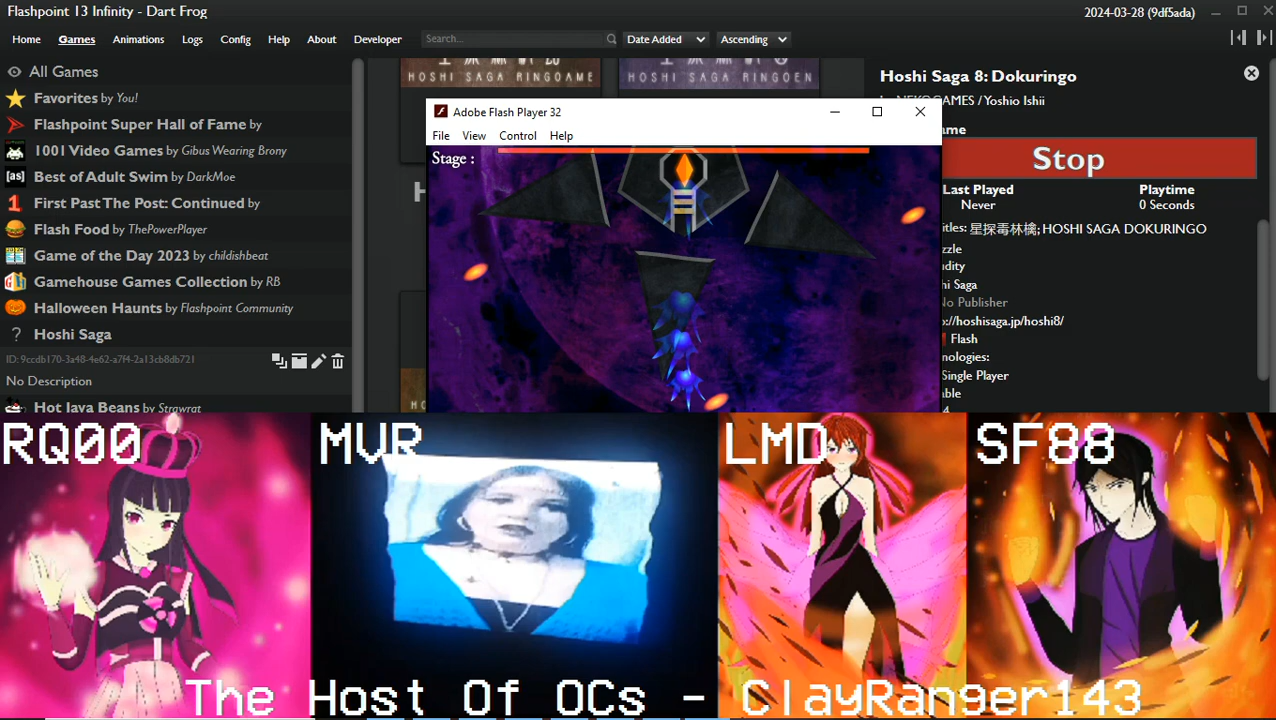 Flashpoint 13 Infinity - Dart Frog
2024-03-28 (9df5ada)
Home Games Animations Logs Config Help About Developer Search... Date Added Ascending
All Games
Favorites by You!
Flashpoint Super Hall of Fame by
1001 Video Games by Gibus Wearing Brony
[as] Best of Adult Swim by DarkMoe
1 First Past The Post: Continued by
Flash Food by ThePowerPlayer
Game of the Day 2023 by childishbeat
Gamehouse Games Collection by RB
Halloween Haunts by Flashpoint Community
? Hoshi Saga
ID: 9ccdb170-3a48-4e62-a7f4-2a13cb8db721
No Description
Hot Java Beans by Strawrat
HOSHI SAGA RINGOAME
HOSHI SAGA RINGOEN
H
Adobe Flash Player 32
File View Control Help
Stage :
Hoshi Saga 8: Dokuringo
by NEKOGAMES / Yoshio Ishii
ame
Stop
Last Played
Never
Playtime
0 Seconds
itles: 星探毒林檎; HOSHI SAGA DOKURINGO
zzle
dity
hi Saga
No Publisher
p://hoshisaga.jp/hoshi8/
Flash
nologies:
Single Player
able
4
RQ00
MVR
LMD
SF88
The Host Of OCs - ClayRanger143